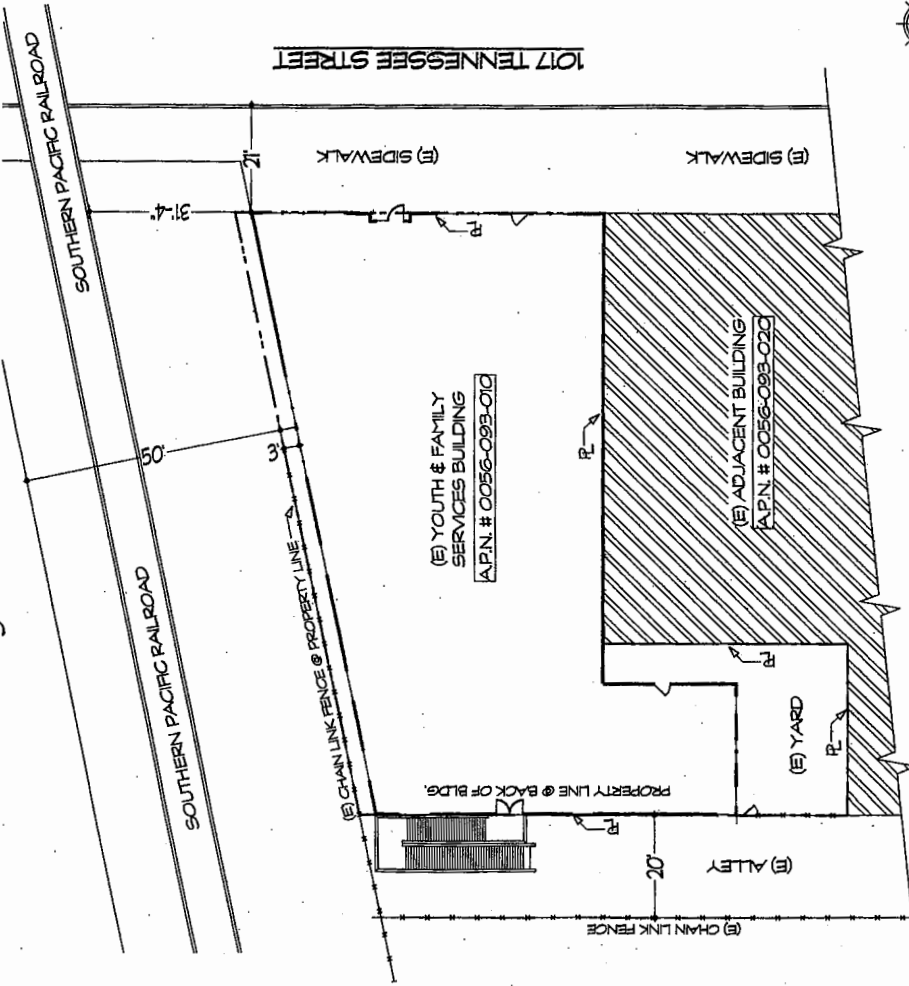 1017 TENNESSEE STREET
SOUTHERN PACIFIC RAILROAD
21'
(E) SIDEWALK
(E) SIDEWALK
31'-4"
PL
(E) YOUTH & FAMILY
SERVICES BUILDING
A.P.N. # 0056-093-010
(E) ADJACENT BUILDING
A.P.N. # 0056-093-020
PL
50'
3'
(E) CHAIN LINK FENCE @ PROPERTY LINE
SOUTHERN PACIFIC RAILROAD
PL
(E) YARD
PL
PROPERTY LINE @ BACK OF BLDG.
PL
20'
(E) ALLEY
(E) CHAIN LINK FENCE